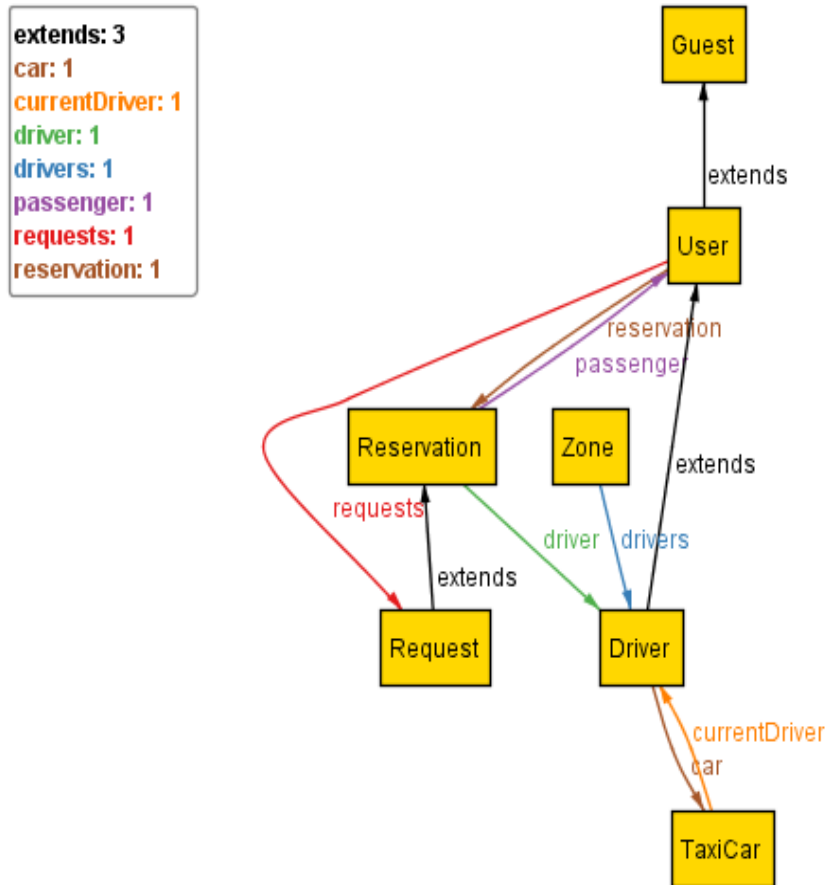 extends: 3
car: 1
currentDriver: 1
driver: 1
drivers: 1
passenger: 1
requests: 1
reservation: 1
Guest
extends
User
reservation
passenger
Reservation
Zone
extends
requests
driver
drivers
extends
Request
Driver
currentDriver
car
TaxiCar